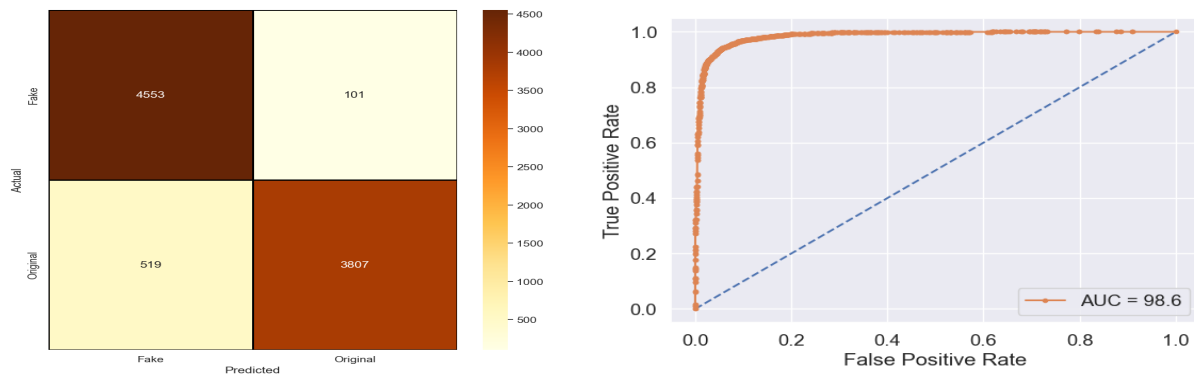 4553
101
519
3807
Fake
Original
Actual
Fake
Original
Predicted
4500
4000
3500
3000
2500
2000
1500
1000
500
1.0
0.8
0.6
0.4
0.2
0.0
True Positive Rate
0.0
0.2
0.4
0.6
0.8
1.0
False Positive Rate
AUC = 98.6